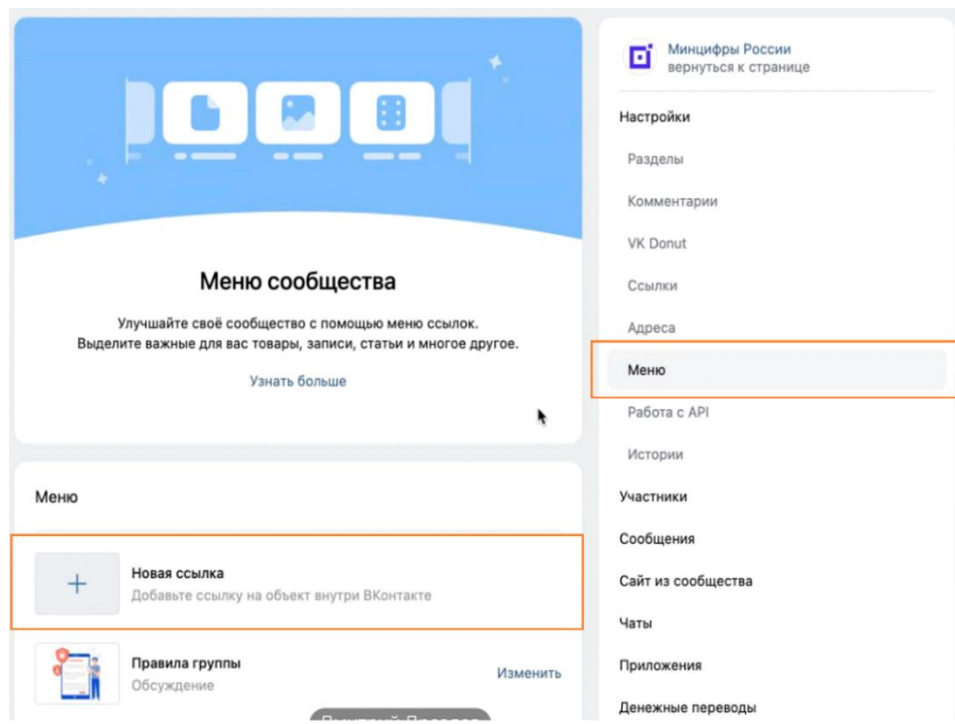 Меню сообщества
Улучшайте своё сообщество с помощью меню ссылок.
Выделите важные для вас товары, записи, статьи и многое другое.
Узнать больше
Меню
Новая ссылка
Добавьте ссылку на объект внутри ВКонтакте
Правила группы
Обсуждение
Изменить
Минцифры России
вернуться к странице
Настройки
Разделы
Комментарии
VK Donut
Ссылки
Адреса
Меню
Работа с API
Истории
Участники
Сообщения
Сайт из сообщества
Чаты
Приложения
Денежные переводы